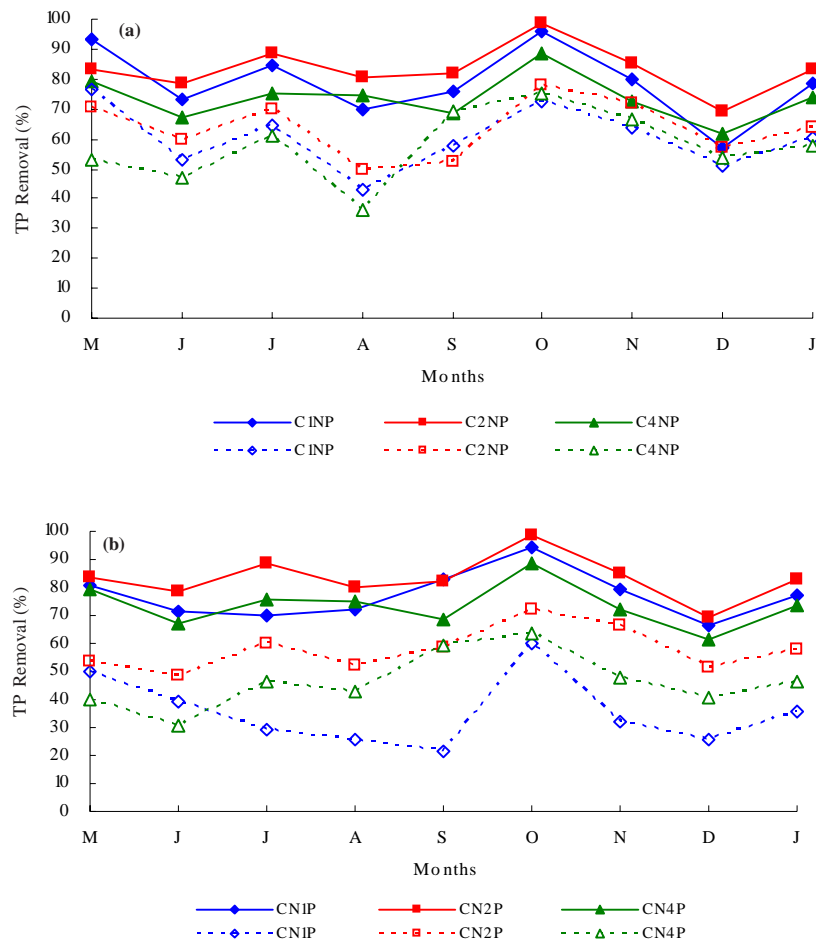 (a)
TP Removal (%)
100
90
80
70
60
50
40
30
20
10
0
M J J A S O N D J
Months
C1NP C2NP C4NP
C1NP C2NP C4NP
(b)
TP Removal (%)
100
90
80
70
60
50
40
30
20
10
0
M J J A S O N D J
Months
CN1P CN2P CN4P
CN1P CN2P CN4P